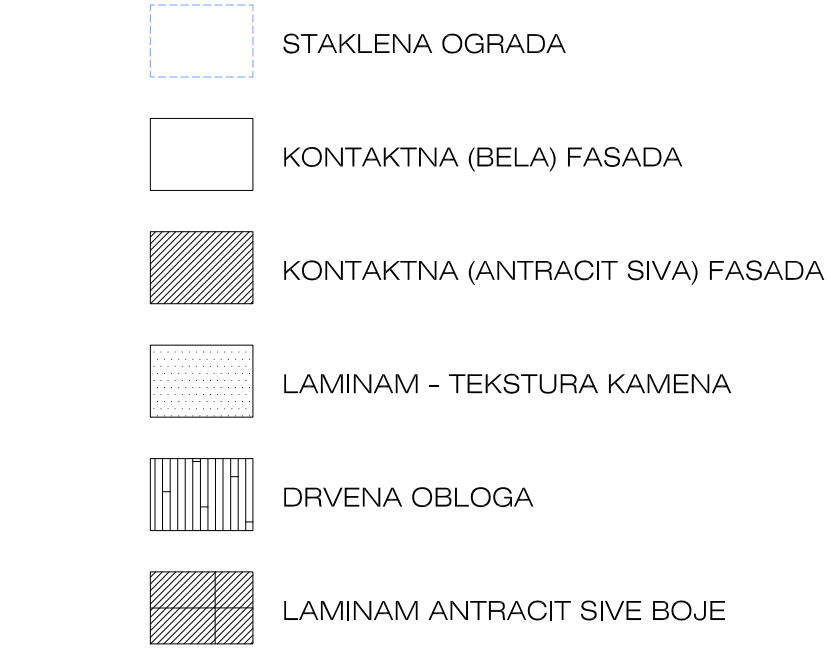 STAKLENA OGRADA
KONTAKTNA (BELA) FASADA
KONTAKTNA (ANTRACIT SIVA) FASADA
LAMINAM - TEKSTURA KAMENA
DRVENA OBLOGA
LAMINAM ANTRACIT SIVE BOJE